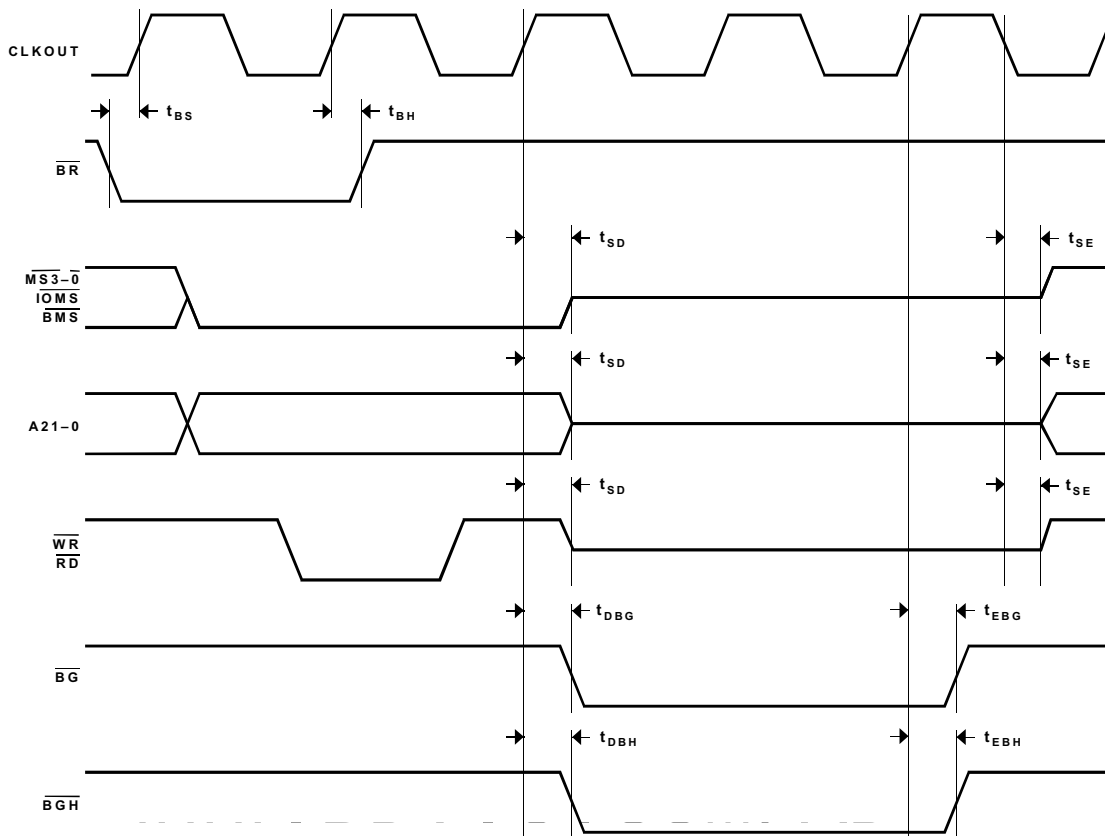 CLKOUT
tBS
tBH
BR
tSD
tSE
MS3–0
IOMS
BMS
tSD
tSE
A21–0
tSD
tSE
WR
RD
tDBG
tEBG
BG
tDBH
tEBH
BGH